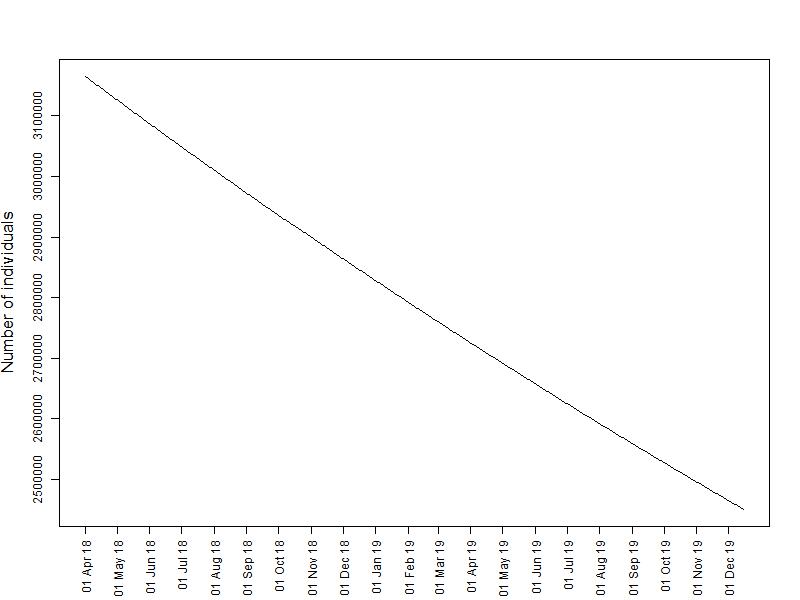 Number of individuals
3100000
3000000
2900000
2800000
2700000
2600000
2500000
01 Apr 18
01 May 18
01 Jun 18
01 Jul 18
01 Aug 18
01 Sep 18
01 Oct 18
01 Nov 18
01 Dec 18
01 Jan 19
01 Feb 19
01 Mar 19
01 Apr 19
01 May 19
01 Jun 19
01 Jul 19
01 Aug 19
01 Sep 19
01 Oct 19
01 Nov 19
01 Dec 19